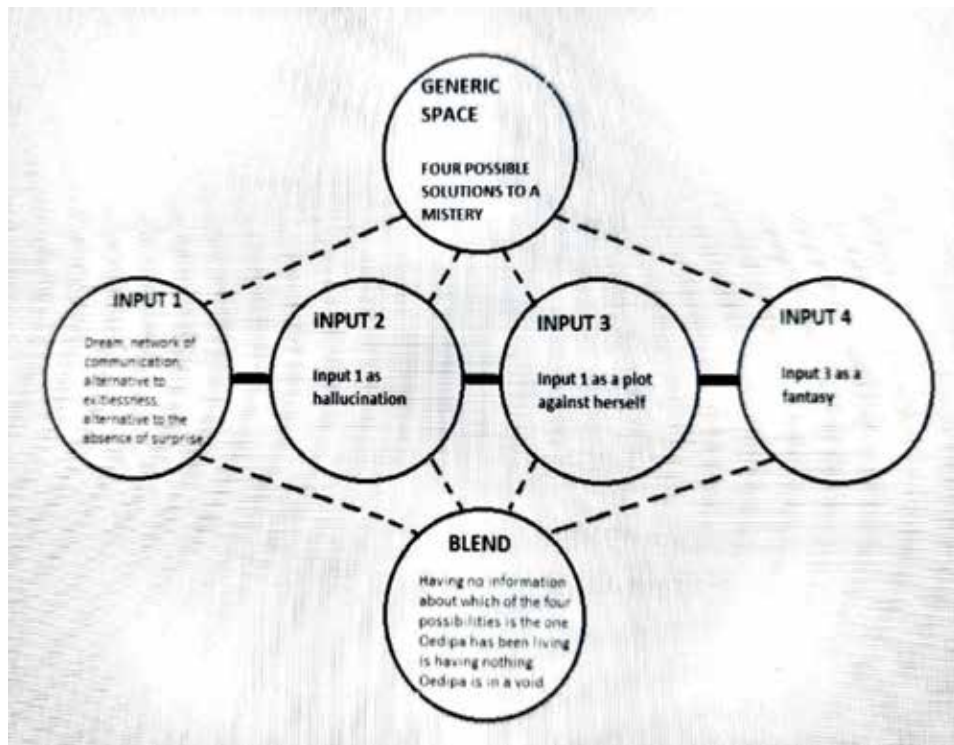 GENERIC
SPACE
FOUR POSSIBLE
SOLUTIONS TO A
MISTERY
INPUT 1
Dream, network of
communication,
alternative to
exitlessness,
alternative to the
absence of surprise
INPUT 2
Input 1 as
hallucination
INPUT 3
Input 1 as a plot
against herself
INPUT 4
Input 3 as a
fantasy
BLEND
Having no information
about which of the four
possibilities is the one
Oedipa has been living
is having nothing
Oedipa is in a void